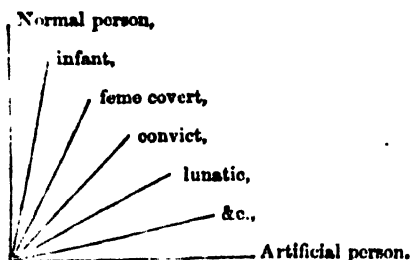 Normal person,
infant,
feme covert,
convict,
lunatic,
&c.,
Artificial person.